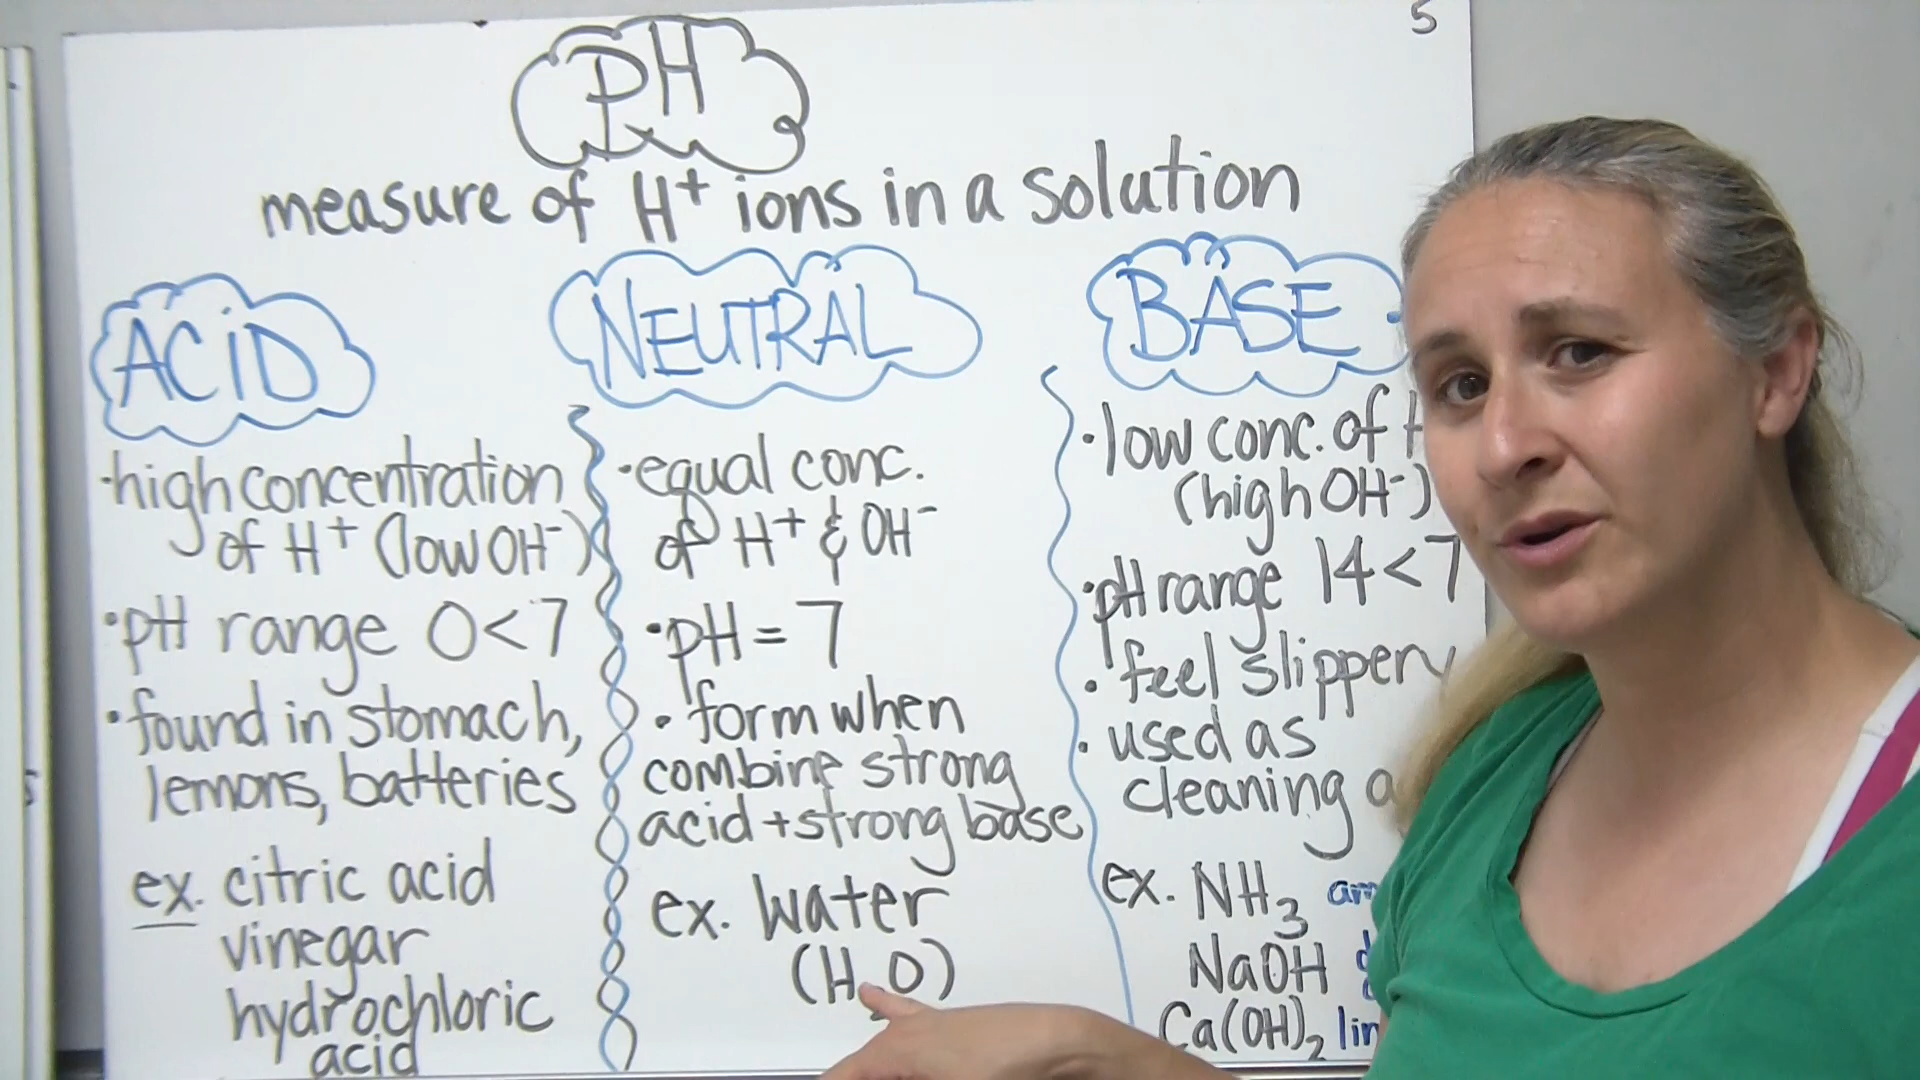 5
PH
measure of H+ ions in a solution
ACiD
·high concentration
of H+ (low OH-)
·pH range 0<7
·found in stomach,
lemons, batteries
ex. citric acid
vinegar
hydrochloric
acid
NEUTRAL
·equal conc.
of H+ & OH-
·pH = 7
· form when
combine strong
acid + strong base
ex. water
(H2O)
BASE
·low conc. of
(high OH-)
·pH range 14<7
· feel slippery
· used as
cleaning
ex. NH3
NaOH
Ca(OH)2